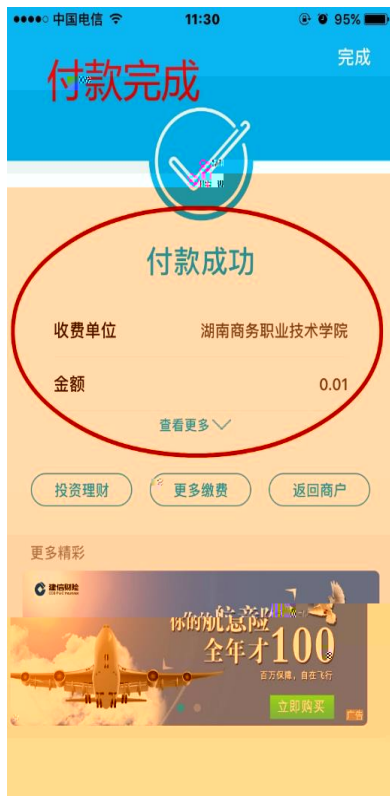 中国电信 11:30 95%
完成
付款完成
付款成功
收费单位 湖南商务职业技术学院
金额 0.01
查看更多
投资理财 更多缴费 返回商户
更多精彩
建信财险
你的航意险
全年才100
百万保障，自在飞行
立即购买
广告